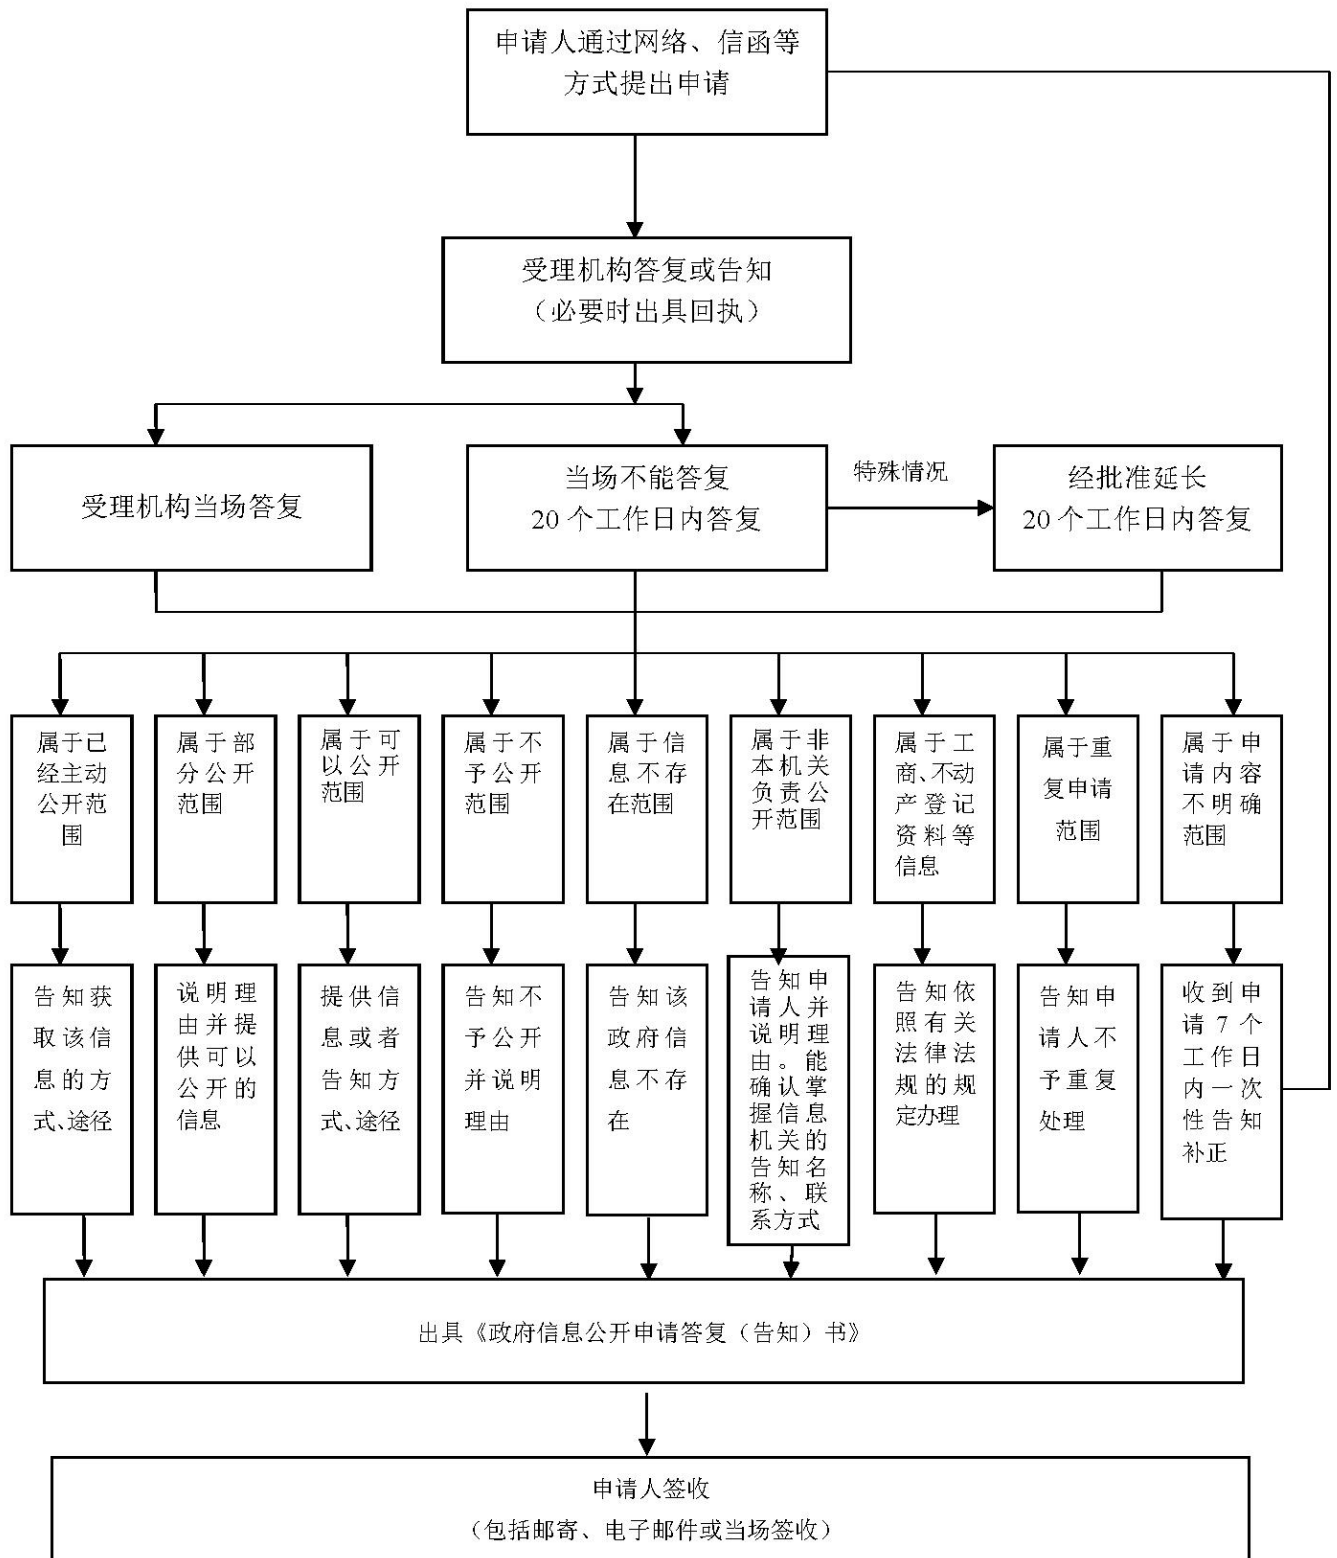 申请人通过网络、信函等
方式提出申请
受理机构答复或告知
（必要时出具回执）
受理机构当场答复
当场不能答复
20 个工作日内答复
特殊情况
经批准延长
20 个工作日内答复
属于已
经主动
公开范
围
属于部
分公开
范围
属于可
以公开
范围
属于不
予公开
范围
属于信
息不存
在范围
属于非
本机关
负责公
开范围
属于工
商、不动
产登记
资料等
信息
属于重
复申请
范围
属于申
请内容
不明确
范围
告知获
取该信
息的方
式、途径
说明理
由并提
供可以
公开的
信息
提供信
息或者
告知方
式、途径
告知不
予公开
并说明
理由
告知该
政府信
息不存
在
告知申
请人并
说明理
由。能
确认掌
握信息
机关的
告知名
称、联
系方式
告知依
照有关
法律法
规的规
定办理
告知申
请人不
予重复
处理
收到申
请 7 个
工作日
内一次
性告知
补正
出具《政府信息公开申请答复（告知）书》
申请人签收
（包括邮寄、电子邮件或当场签收）